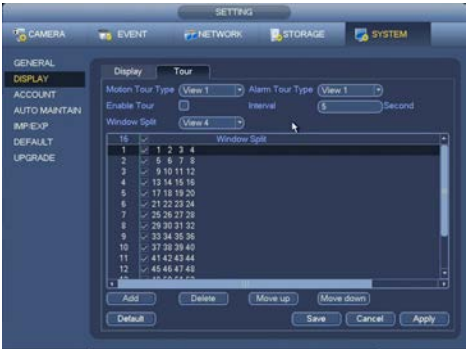 SETTING
CAMERA EVENT NETWORK STORAGE SYSTEM
GENERAL
DISPLAY
ACCOUNT
AUTO MAINTAIN
IMP/EXP
DEFAULT
UPGRADE
Display Tour
Motion Tour Type View 1 Alarm Tour Type View 1
Enable Tour Interval 5 Second
Window Split View 4
16 Window Split
1 1 2 3 4
2 5 6 7 8
3 9 10 11 12
4 13 14 15 16
5 17 18 19 20
6 21 22 23 24
7 25 26 27 28
8 29 30 31 32
9 33 34 35 36
10 37 38 39 40
11 41 42 43 44
12 45 46 47 48
Add Delete Move up Move down
Default Save Cancel Apply